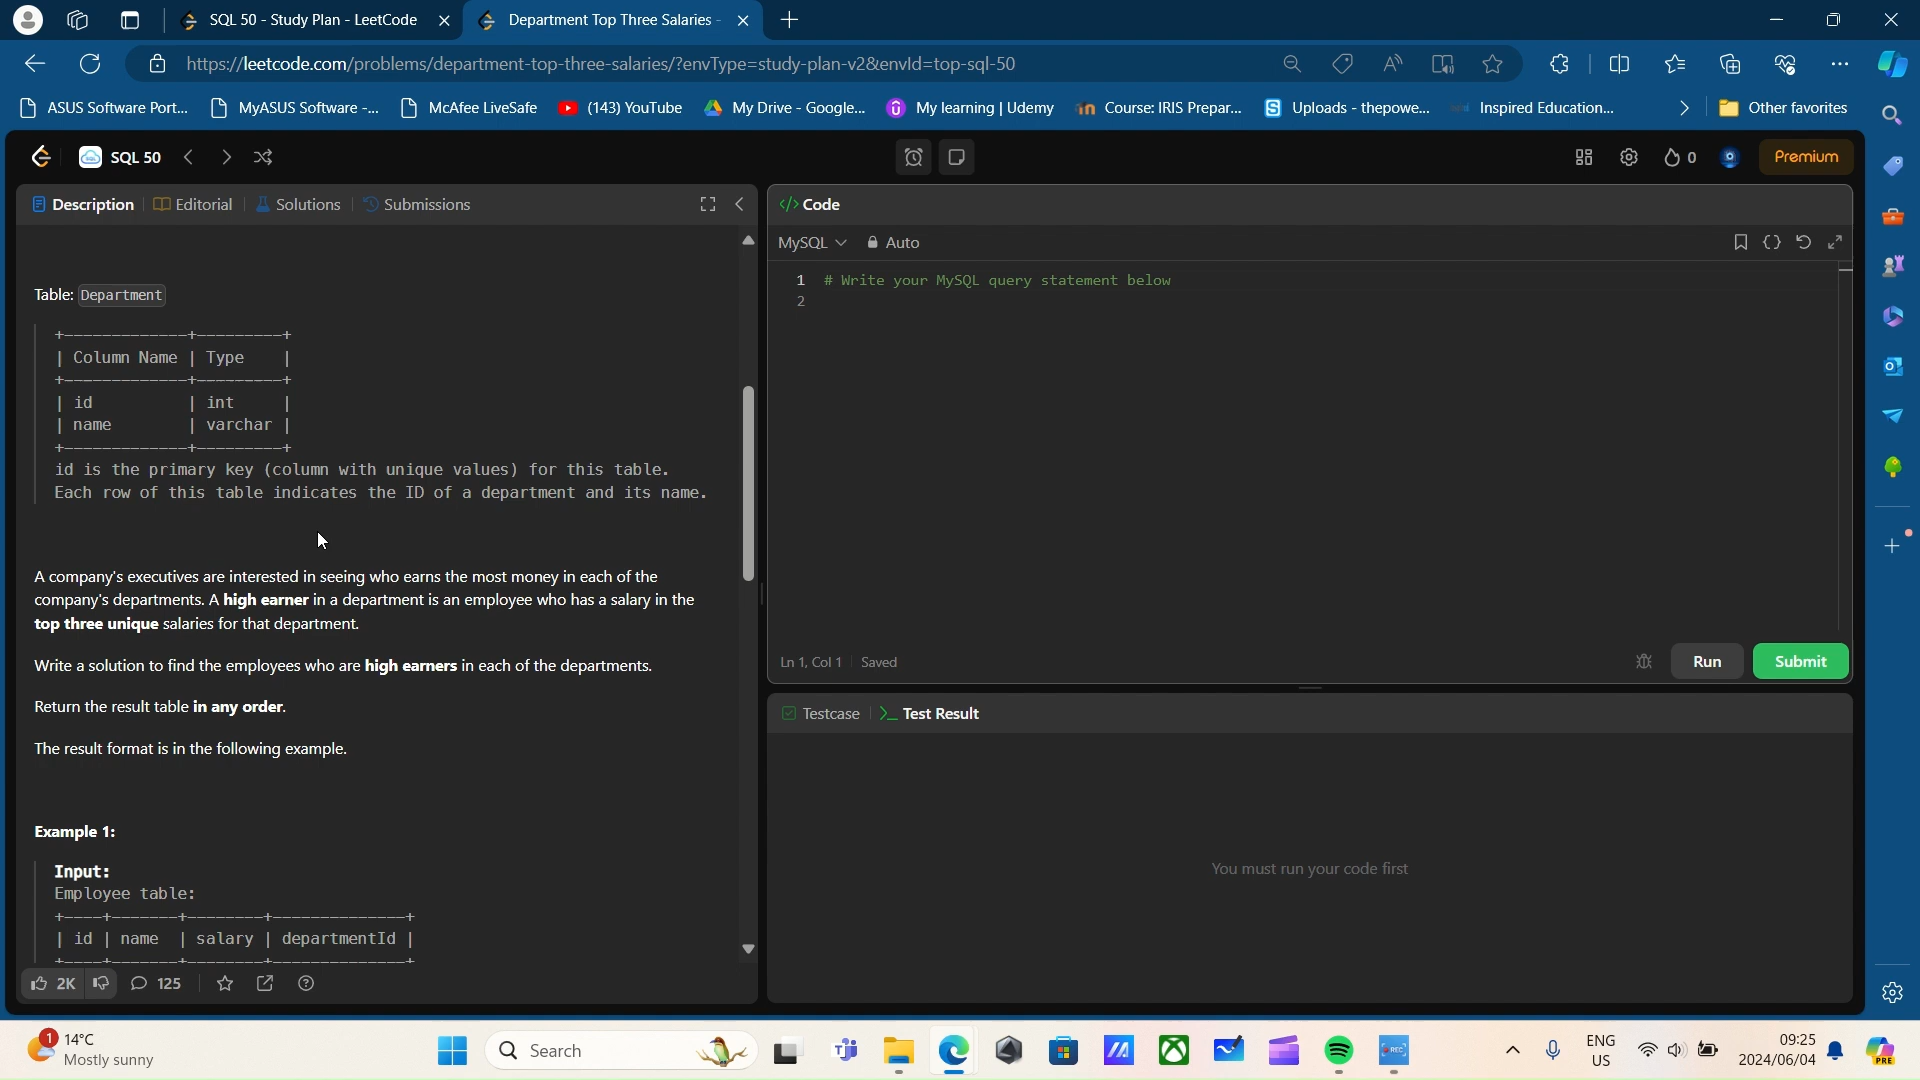 SQL 50 - Study Plan - LeetCode
Department Top Three Salaries -
https://leetcode.com/problems/department-top-three-salaries/?envType=study-plan-v2&envId=top-sql-50
ASUS Software Port...
MyASUS Software -...
McAfee LiveSafe
(143) YouTube
My Drive - Google...
My learning | Udemy
Course: IRIS Prepar...
Uploads - thepowe...
Inspired Education...
Other favorites
SQL 50
0
Premium
Description
Editorial
Solutions
Submissions
</> Code
MySQL
Auto
Table: Department
+-------------+---------+
| Column Name | Type    |
+-------------+---------+
| id          | int     |
| name        | varchar |
+-------------+---------+
id is the primary key (column with unique values) for this table.
Each row of this table indicates the ID of a department and its name.
A company's executives are interested in seeing who earns the most money in each of the
company's departments. A high earner in a department is an employee who has a salary in the
top three unique salaries for that department.
Write a solution to find the employees who are high earners in each of the departments.
Return the result table in any order.
The result format is in the following example.
Example 1:
Input:
Employee table:
+----+-------+--------+--------------+
| id | name  | salary | departmentId |
+----+-------+--------+--------------+
2K
125
1 # Write your MySQL query statement below
2
Ln 1, Col 1
Saved
Run
Submit
Testcase
Test Result
You must run your code first
1
14°C
Mostly sunny
Search
REC
ENG
US
09:25
2024/06/04
PRE